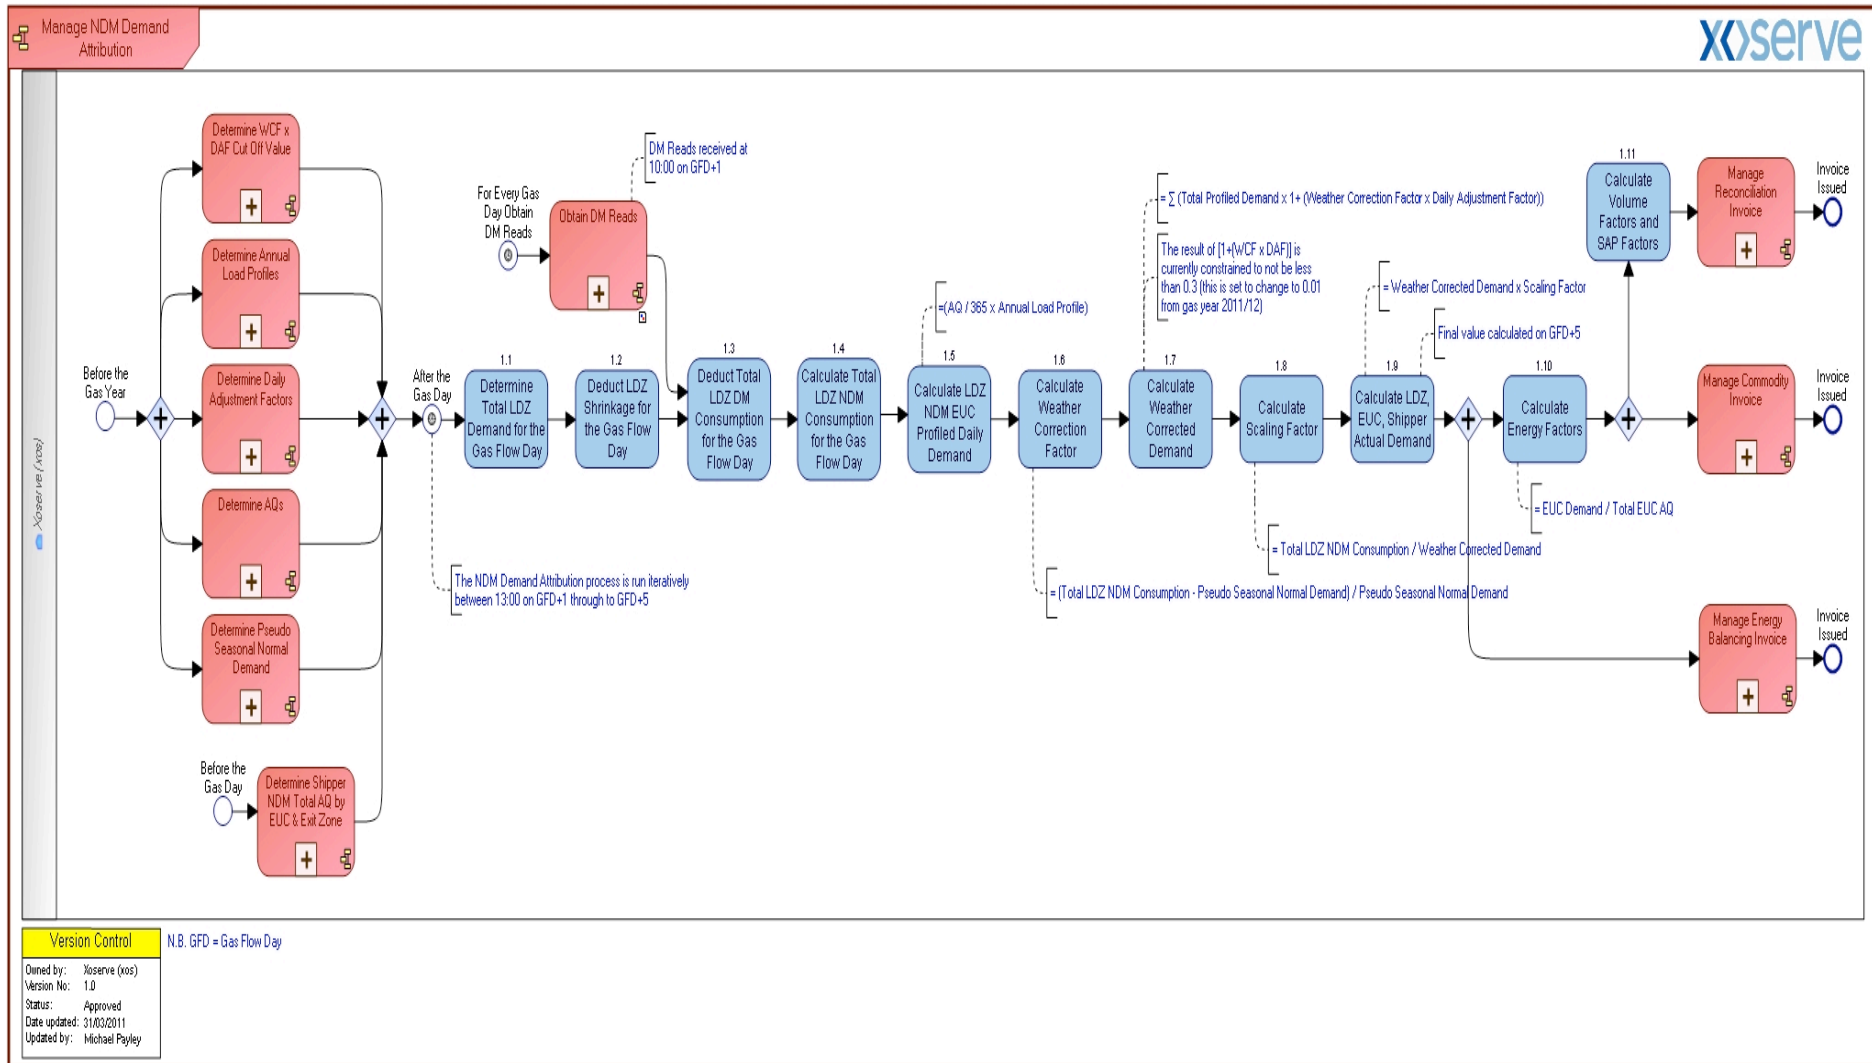 Manage NDM Demand
Attribution
xoserve
Xoserve (xos)
Before the
Gas Year
Determine WCF x
DAF Cut Off Value
Determine Annual
Load Profiles
Determine Daily
Adjustment Factors
Determine AQs
Determine Pseudo
Seasonal Normal
Demand
Before the
Gas Day
Determine Shipper
NDM Total AQ by
EUC & Exit Zone
After the
Gas Day
The NDM Demand Attribution process is run iteratively
between 13:00 on GFD+1 through to GFD+5
For Every Gas
Day Obtain
DM Reads
Obtain DM Reads
DM Reads received at
10:00 on GFD+1
1.1
Determine
Total LDZ
Demand for the
Gas Flow Day
1.2
Deduct LDZ
Shrinkage for
the Gas Flow
Day
1.3
Deduct Total
LDZ DM
Consumption
for the Gas
Flow Day
1.4
Calculate Total
LDZ NDM
Consumption
for the Gas
Flow Day
=(AQ / 365 x Annual Load Profile)
1.5
Calculate LDZ
NDM EUC
Profiled Daily
Demand
1.6
Calculate
Weather
Correction
Factor
= (Total LDZ NDM Consumption - Pseudo Seasonal Normal Demand) / Pseudo Seasonal Normal Demand
= ∑ (Total Profiled Demand x 1+ (Weather Correction Factor x Daily Adjustment Factor))
The result of [1+(WCF x DAF)] is
currently constrained to not be less
than 0.3 (this is set to change to 0.01
from gas year 2011/12)
1.7
Calculate
Weather
Corrected
Demand
1.8
Calculate
Scaling Factor
= Total LDZ NDM Consumption / Weather Corrected Demand
= Weather Corrected Demand x Scaling Factor
Final value calculated on GFD+5
1.9
Calculate LDZ,
EUC, Shipper
Actual Demand
1.10
Calculate
Energy Factors
= EUC Demand / Total EUC AQ
1.11
Calculate
Volume
Factors and
SAP Factors
Manage
Reconciliation
Invoice
Invoice
Issued
Manage Commodity
Invoice
Invoice
Issued
Manage Energy
Balancing Invoice
Invoice
Issued
Version Control
N.B. GFD = Gas Flow Day
Owned by: Xoserve (xos)
Version No: 1.0
Status: Approved
Date updated: 31/03/2011
Updated by: Michael Payley